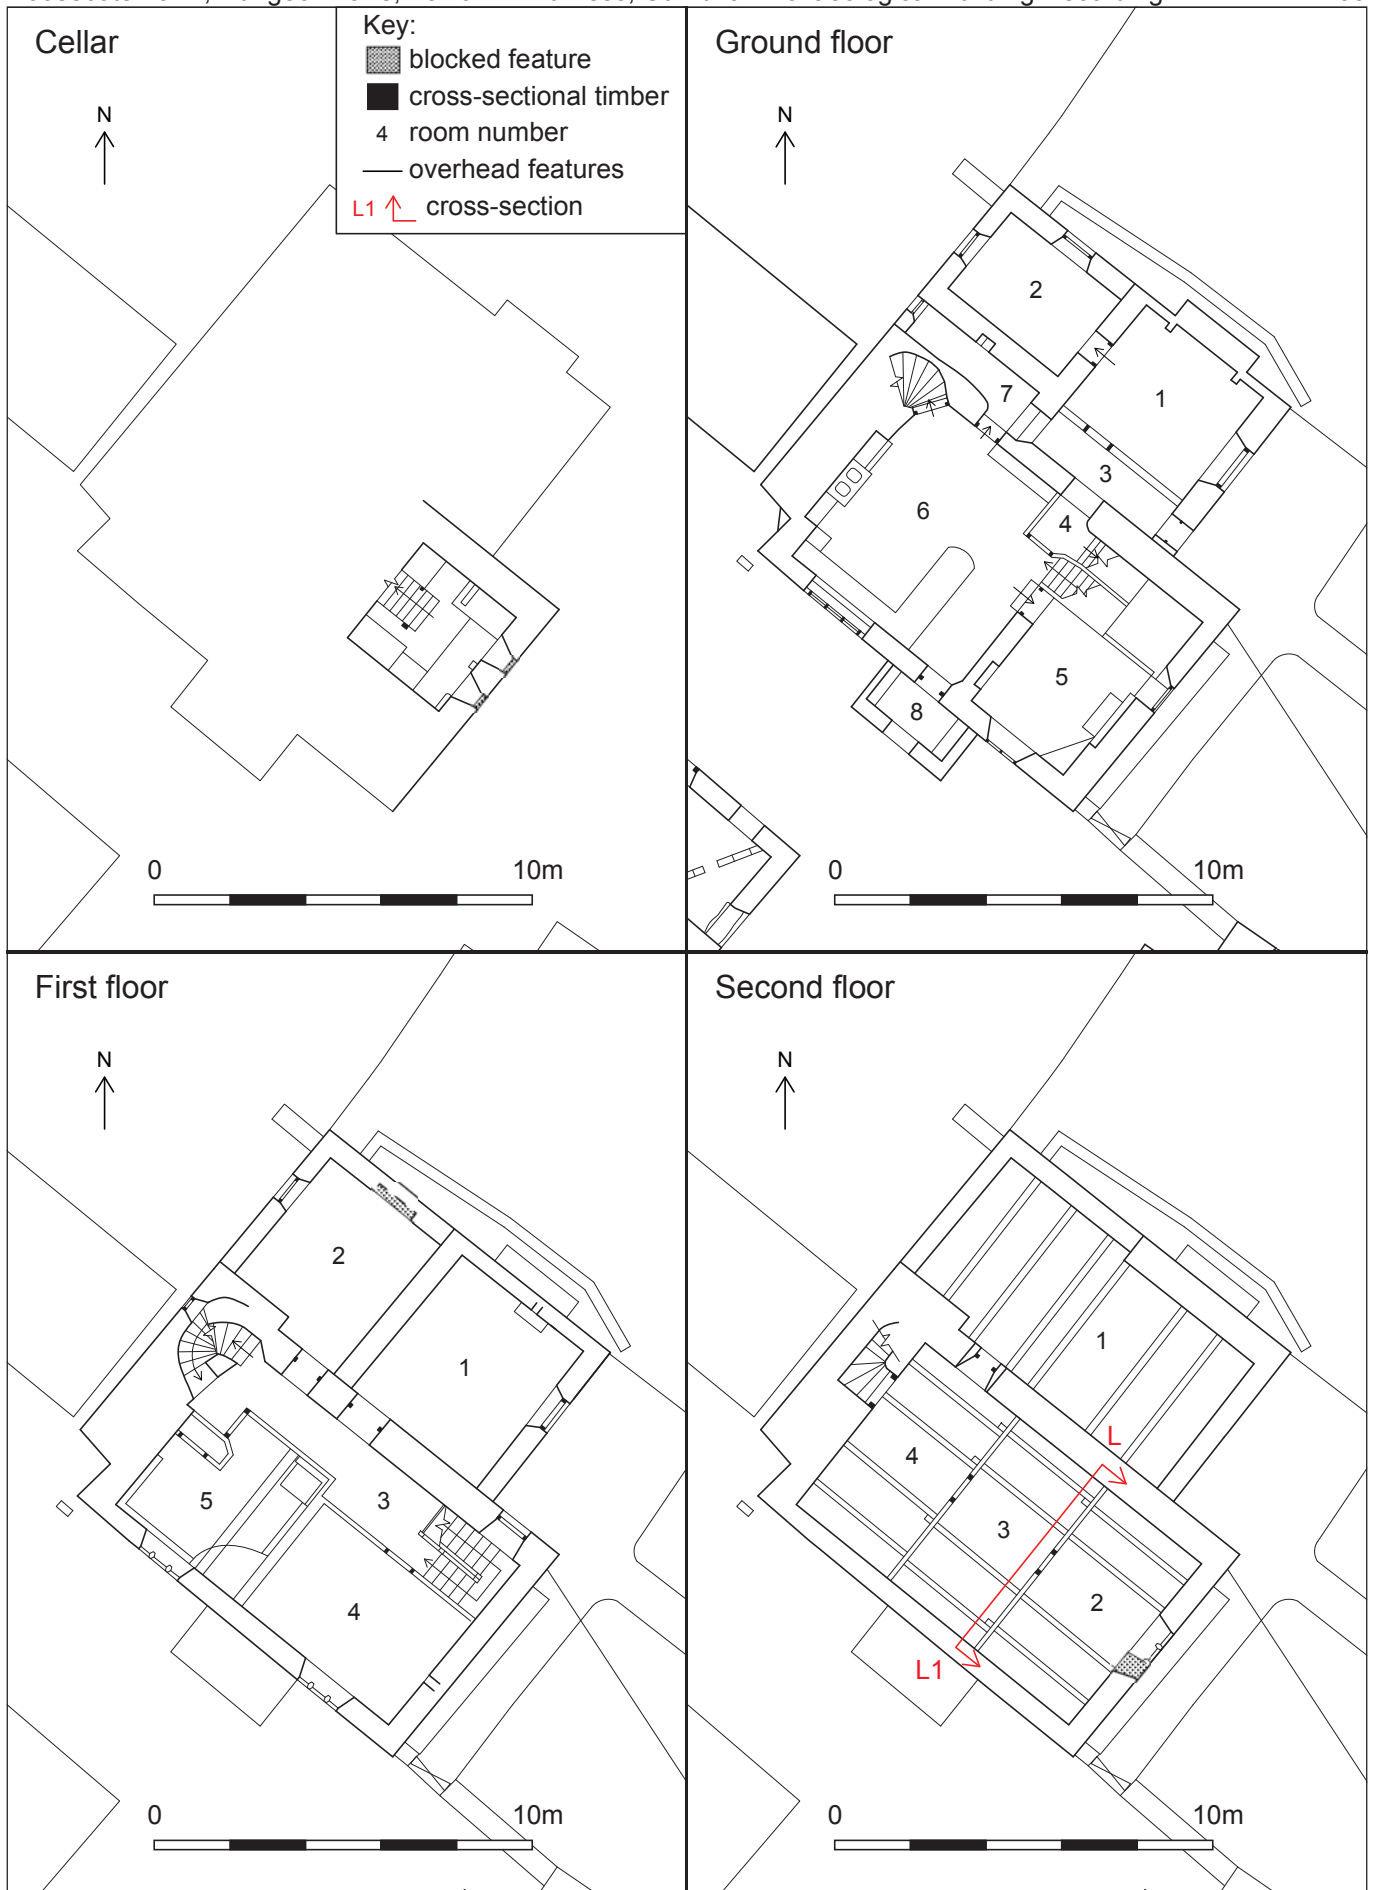 Cellar
Key:
blocked feature
cross-sectional timber
4 room number
overhead features
L1 cross-section
N
0 10m
Ground floor
N
2
1
7
3
6
4
5
8
0 10m
First floor
N
2
1
5
3
4
0 10m
Second floor
N
1
L
4
3
2
L1
0 10m